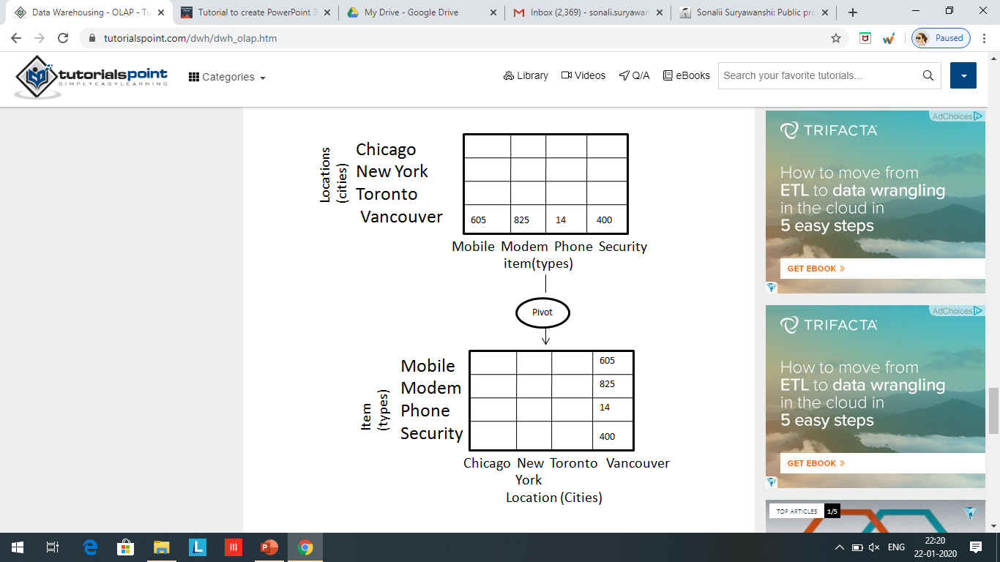 Data Warehousing - OLAP - Tu
Tutorial to create PowerPoint 3
My Drive - Google Drive
Inbox (2,369) - sonali.suryawan
Sonalii Suryawanshi: Public pro
tutorialspoint.com/dwh/dwh_olap.htm
Paused
tutorialspoint
SIMPLYEASYLEARNING
Categories
Library
Videos
Q/A
eBooks
Search your favorite tutorials...
Locations
(cities)
Chicago
New York
Toronto
Vancouver
605 825 14 400
Mobile Modem Phone Security
item(types)
Pivot
Item
(types)
Mobile 605
Modem 825
Phone 14
Security 400
Chicago New Toronto Vancouver
York
Location (Cities)
AdChoices
TRIFACTA
How to move from
ETL to data wrangling
in the cloud in
5 easy steps
GET EBOOK »
AdChoices
TRIFACTA
How to move from
ETL to data wrangling
in the cloud in
5 easy steps
GET EBOOK »
TOP ARTICLES 1/5
L
ENG
22:20
22-01-2020